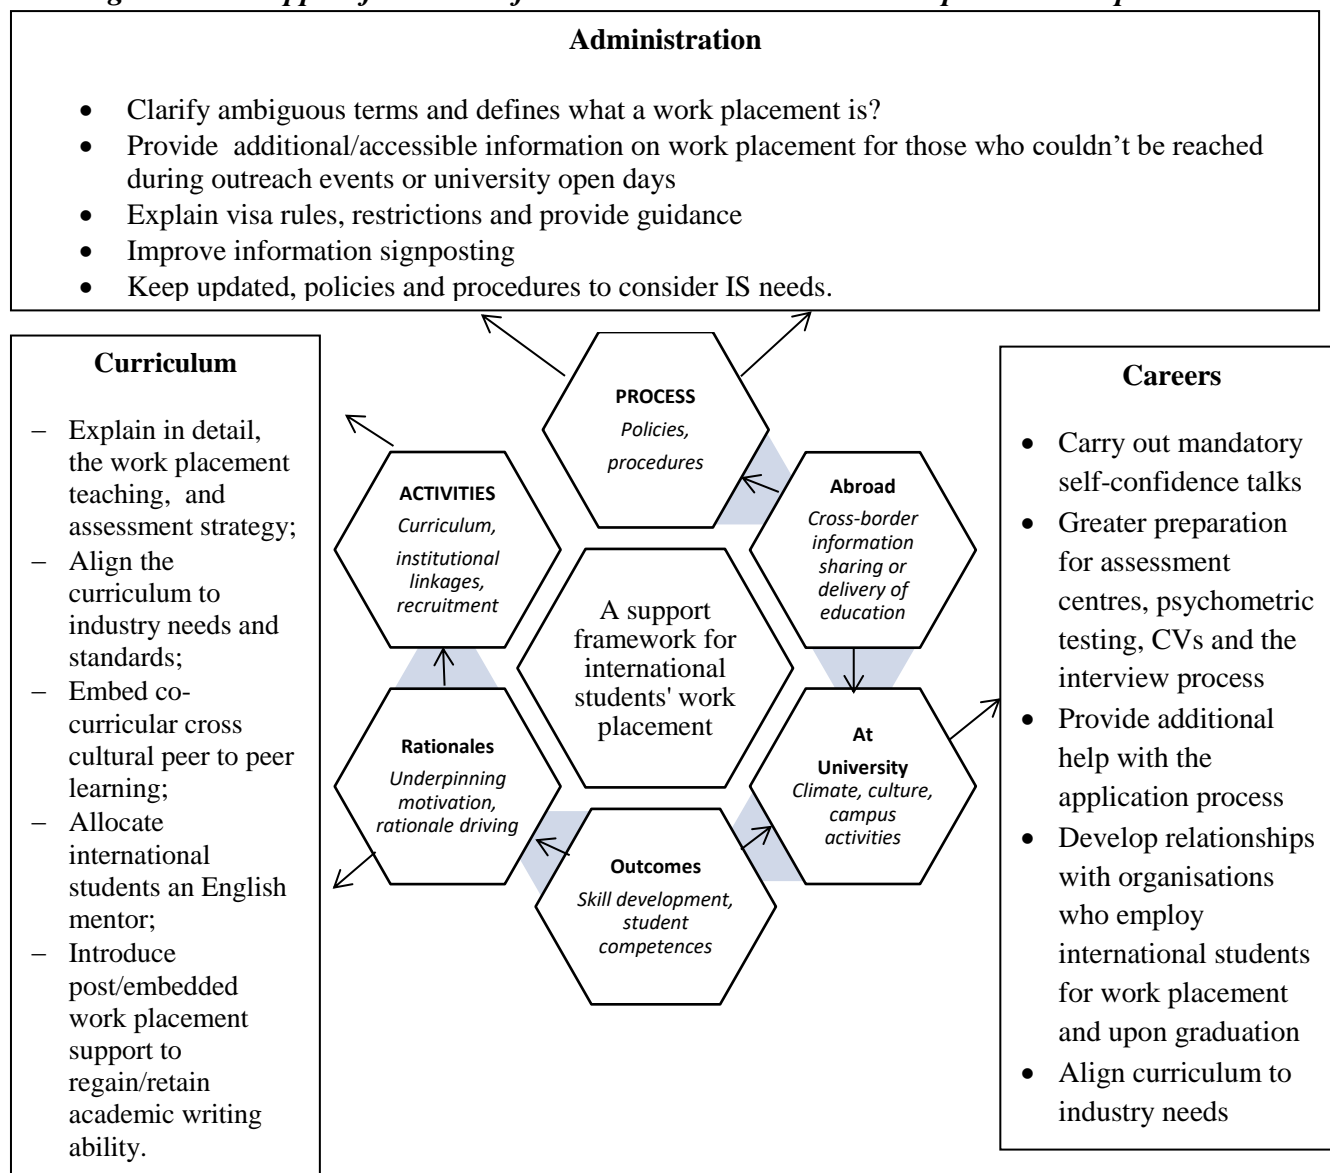 Administration
• Clarify ambiguous terms and defines what a work placement is?
• Provide additional/accessible information on work placement for those who couldn't be reached
during outreach events or university open days
• Explain visa rules, restrictions and provide guidance
• Improve information signposting
• Keep updated, policies and procedures to consider IS needs.
Curriculum
– Explain in detail,
the work placement
teaching, and
assessment strategy;
– Align the
curriculum to
industry needs and
standards;
– Embed co-
curricular cross
cultural peer to peer
learning;
– Allocate
international
students an English
mentor;
– Introduce
post/embedded
work placement
support to
regain/retain
academic writing
ability.
PROCESS
Policies,
procedures
ACTIVITIES
Curriculum,
institutional
linkages,
recruitment
Abroad
Cross-border
information
sharing or
delivery of
education
A support
framework for
international
students' work
placement
Rationales
Underpinning
motivation,
rationale driving
At
University
Climate, culture,
campus
activities
Outcomes
Skill development,
student
competences
Careers
• Carry out mandatory
self-confidence talks
• Greater preparation
for assessment
centres, psychometric
testing, CVs and the
interview process
• Provide additional
help with the
application process
• Develop relationships
with organisations
who employ
international students
for work placement
and upon graduation
• Align curriculum to
industry needs